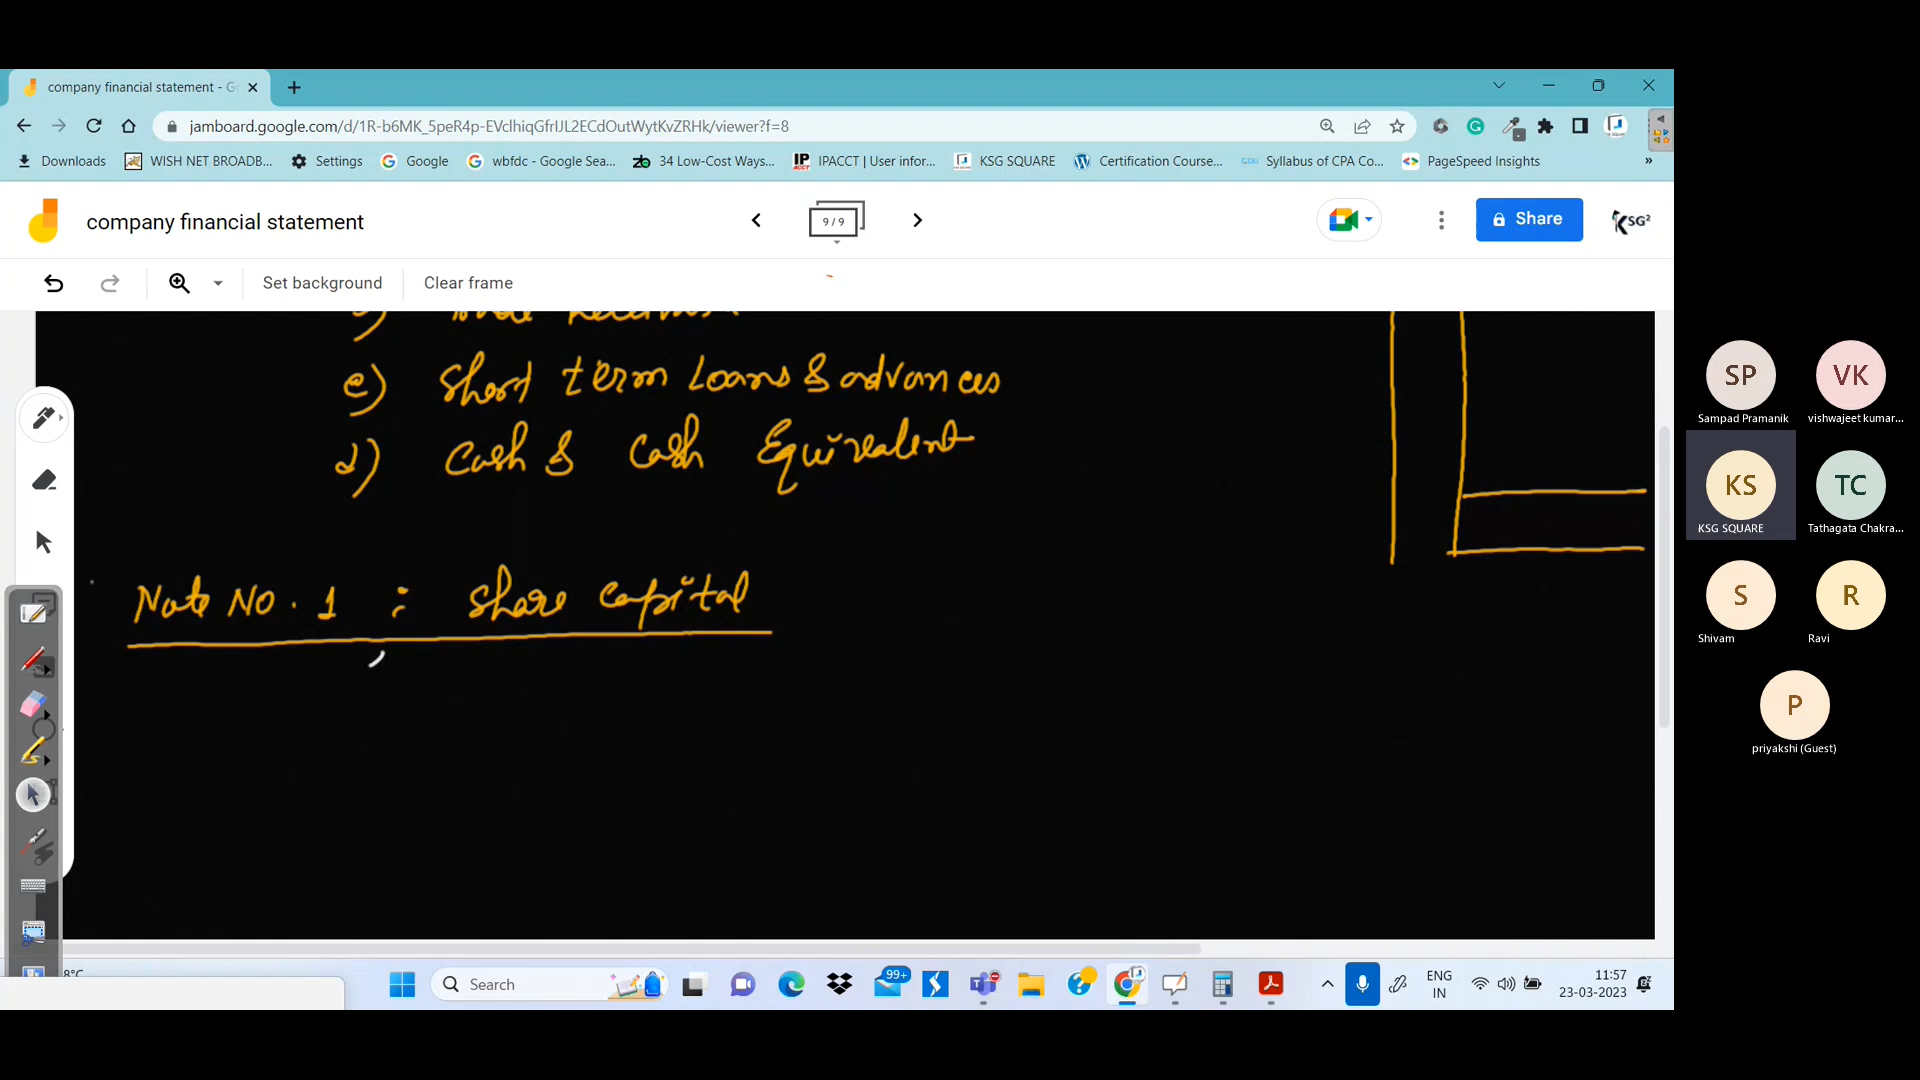 company financial statement - G
jamboard.google.com/d/1R-b6MK_5peR4p-EVclhiqGfrIJL2ECdOutWytKvZRHk/viewer?f=8
Downloads WISH NET BROADB... Settings Google wbfdc - Google Sea... 34 Low-Cost Ways... IPACCT | User infor... KSG SQUARE Certification Course... Syllabus of CPA Co... PageSpeed Insights »
company financial statement
9 / 9
Share
KSG²
Set background Clear frame
e) Short term Loans & advances
d) Cash & Cash Equivalent
Note No. 1 : Share capital
SP
Sampad Pramanik
VK
vishwajeet kumar...
KS
KSG SQUARE
TC
Tathagata Chakra...
S
Shivam
R
Ravi
P
priyakshi (Guest)
8°C
Search
99+
ENG
IN
11:57
23-03-2023